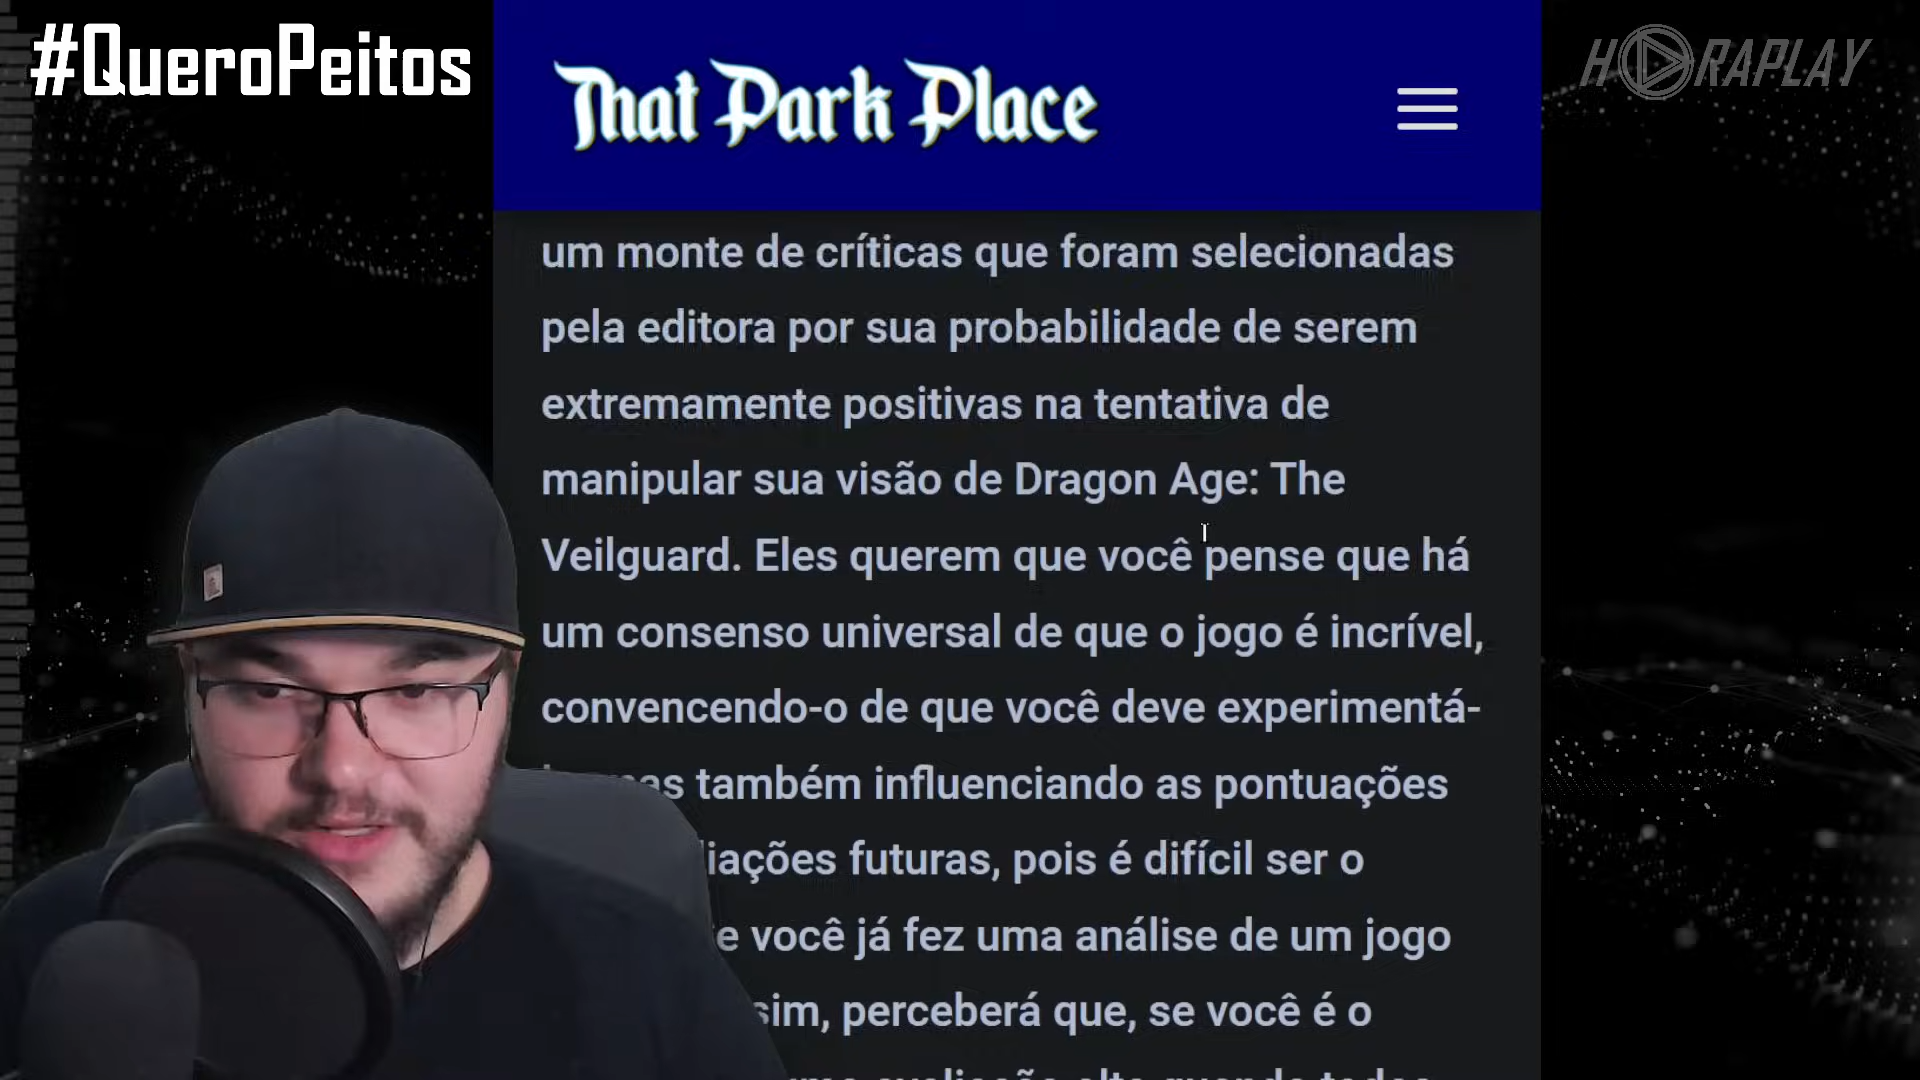 #QueroPeitos
That Park Place
HORAPLAY
um monte de críticas que foram selecionadas
pela editora por sua probabilidade de serem
extremamente positivas na tentativa de
manipular sua visão de Dragon Age: The
Veilguard. Eles querem que você pense que há
um consenso universal de que o jogo é incrível,
convencendo-o de que você deve experimentá-
também influenciando as pontuações
futuras, pois é difícil ser o
você já fez uma análise de um jogo
perceberá que, se você é o